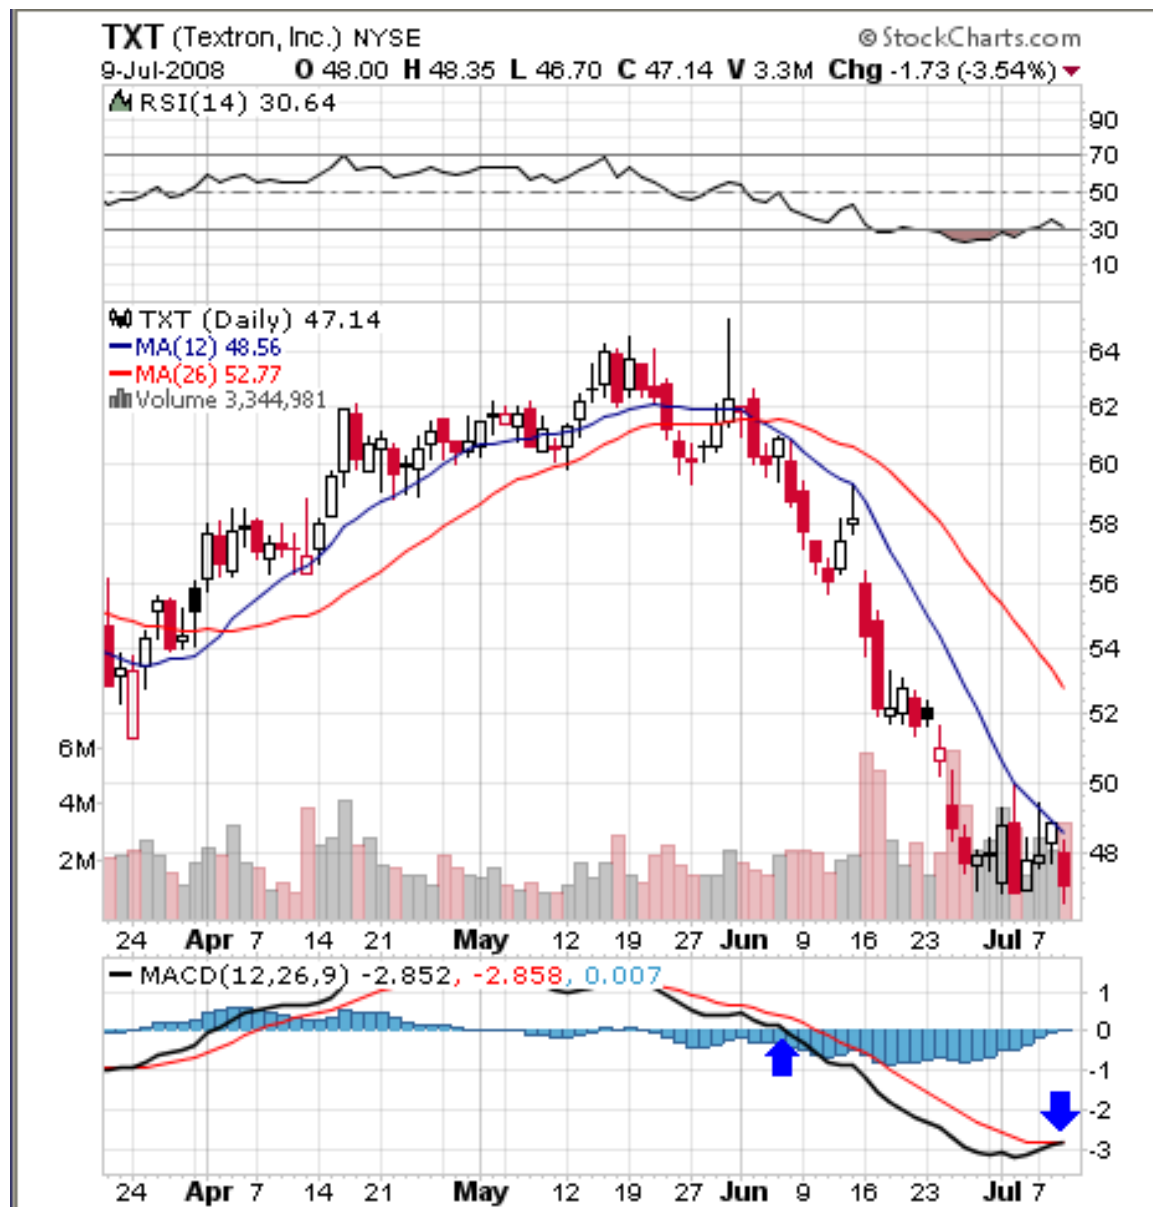 TXT (Textron, Inc.) NYSE © StockCharts.com
9-Jul-2008 O 48.00 H 48.35 L 46.70 C 47.14 V 3.3M Chg -1.73 (-3.54%)
RSI(14) 30.64
90
70
50
30
10
TXT (Daily) 47.14
MA(12) 48.56
MA(26) 52.77
Volume 3,344,981
64
62
60
58
56
54
52
50
48
6M
4M
2M
24 Apr 7 14 21 May 12 19 27 Jun 9 16 23 Jul 7
MACD(12,26,9) -2.852, -2.858, 0.007
1
0
-1
-2
-3
24 Apr 7 14 21 May 12 19 27 Jun 9 16 23 Jul 7